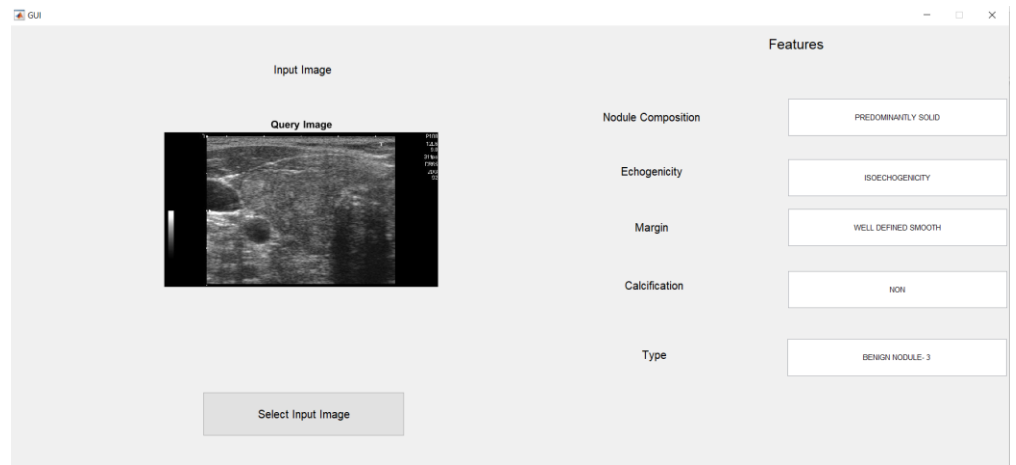 GUI
Features
Input Image
Query Image
Nodule Composition
PREDOMINANTLY SOLID
Echogenicity
ISOECHOGENICITY
Margin
WELL DEFINED SMOOTH
Calcification
NON
Type
BENIGN NODULE- 3
Select Input Image